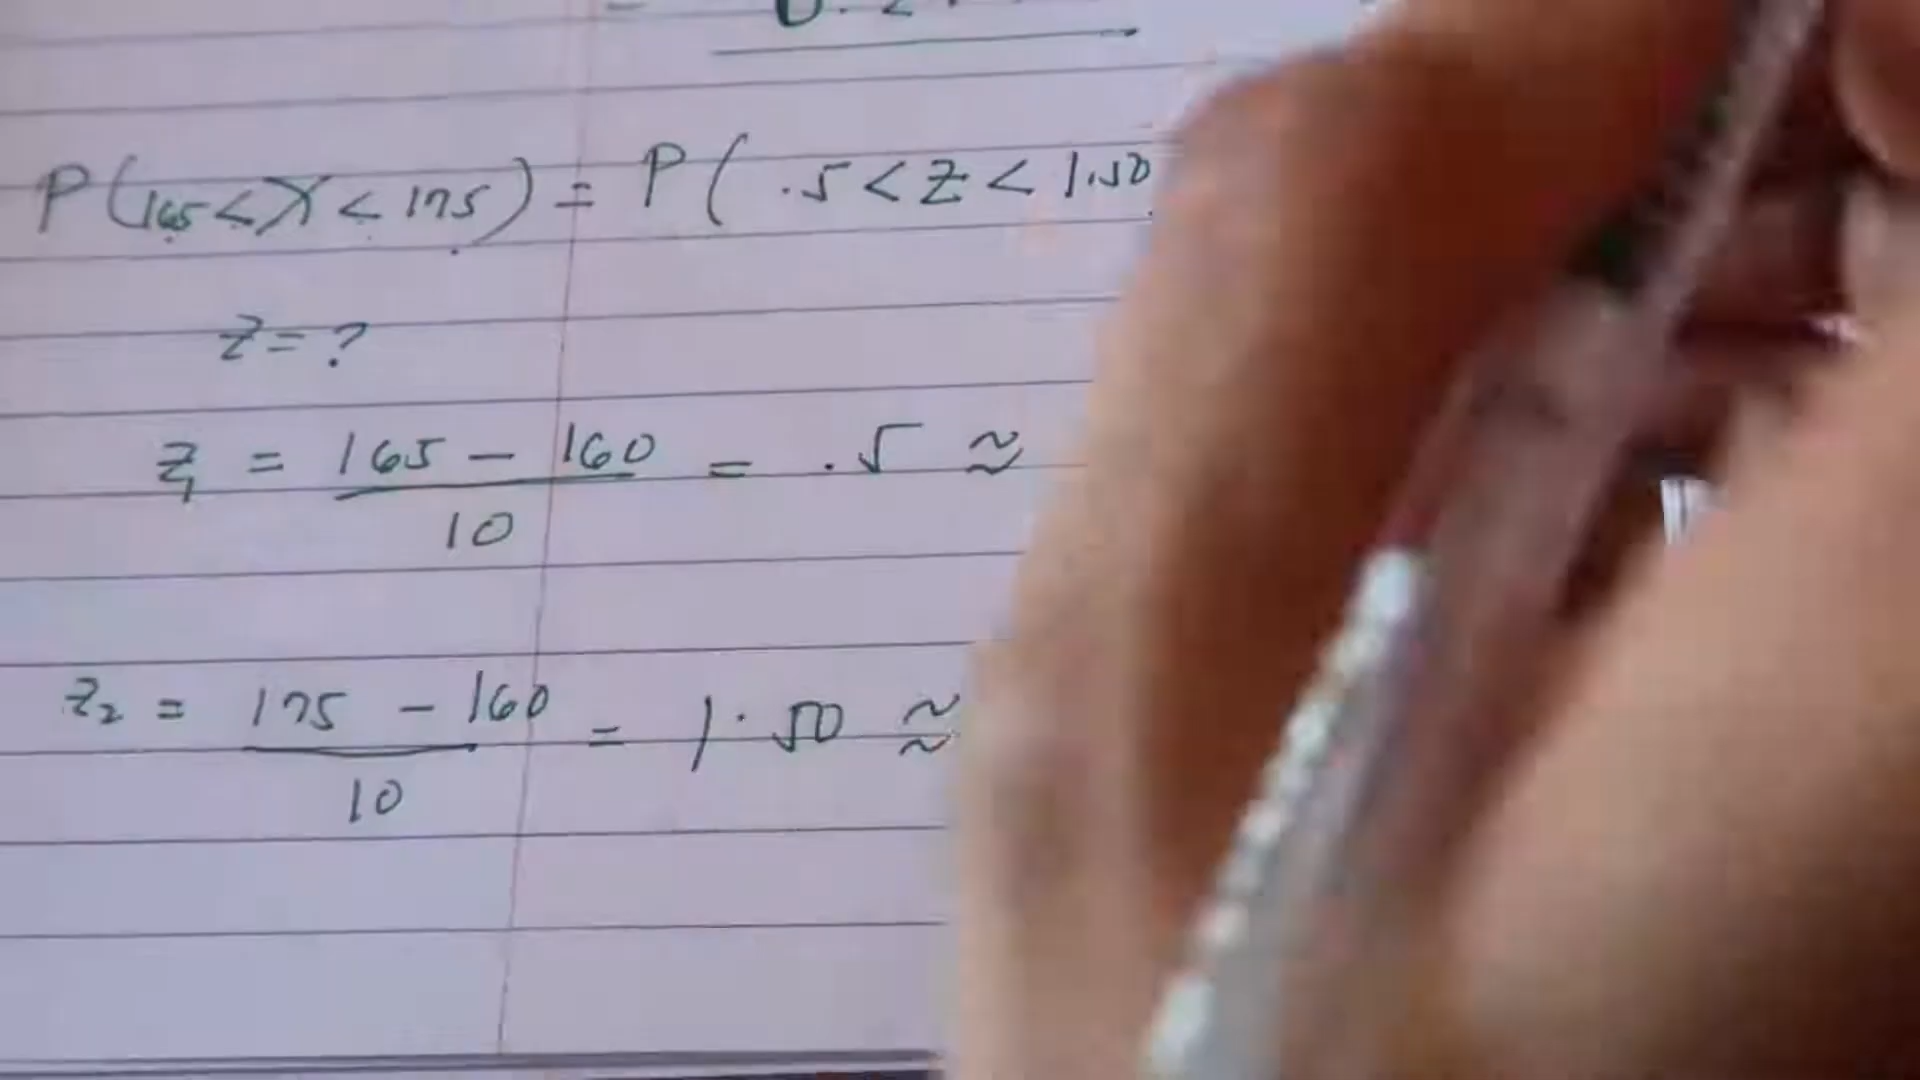 P(165<X<175) = P( .5<Z<1.50
Z=?
Z1 = 165 - 160 / 10 = .5 ≈
Z2 = 175 - 160 / 10 = 1.50 ≈